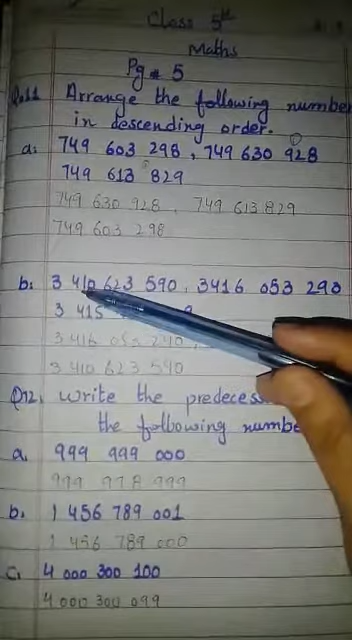 Class 5th
Maths
Pg # 5
Q:11 Arrange the following number
in descending order.
a: 749 603 298, 749 630 928
749 613 829
749 630 928, 749 613 829
749 603 298
b: 3 410 623 590, 3416 053 290
3 415
3 416 053 290,
3 410 623 590
Q12. Write the predecess
the following numbe
a. 999 999 000
999 998 999
b. 1 456 789 001
1 456 789 000
c. 4 000 300 100
4 000 300 099